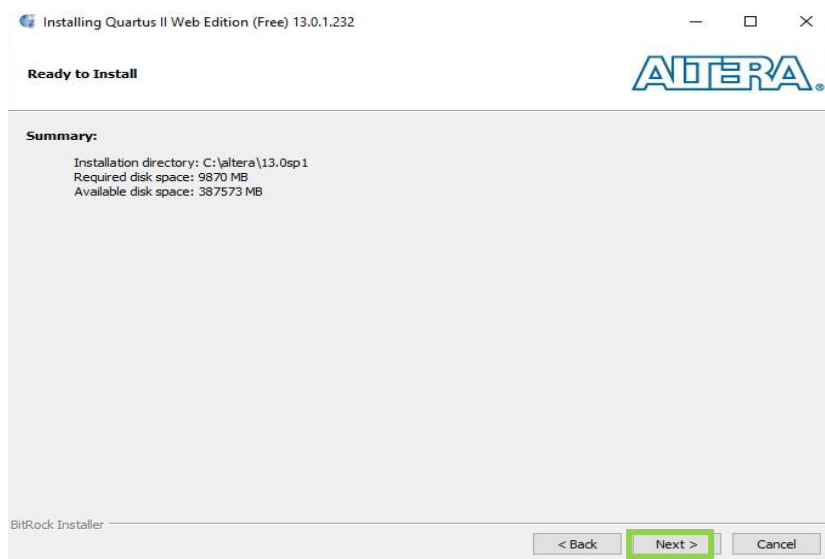 Installing Quartus II Web Edition (Free) 13.0.1.232
Ready to Install
ALTERA®
Summary:
Installation directory: C:\altera\13.0sp1
Required disk space: 9870 MB
Available disk space: 387573 MB
BitRock Installer
< Back Next > Cancel